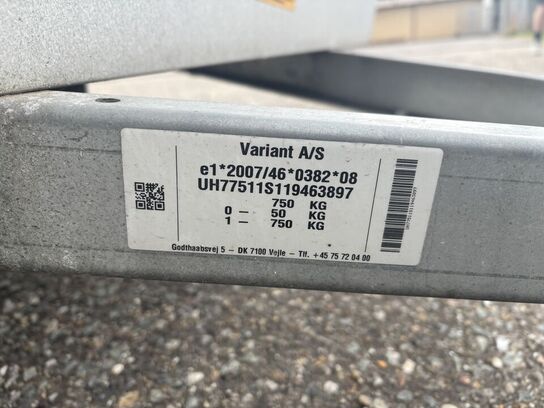 Variant A/S
e1*2007/46*0382*08
UH77511S119463897
750 KG
0 – 50 KG
1 – 750 KG
Godthaabsvej 5 – DK 7100 Vejle – Tlf. +45 75 72 04 00
UH77511S119463897